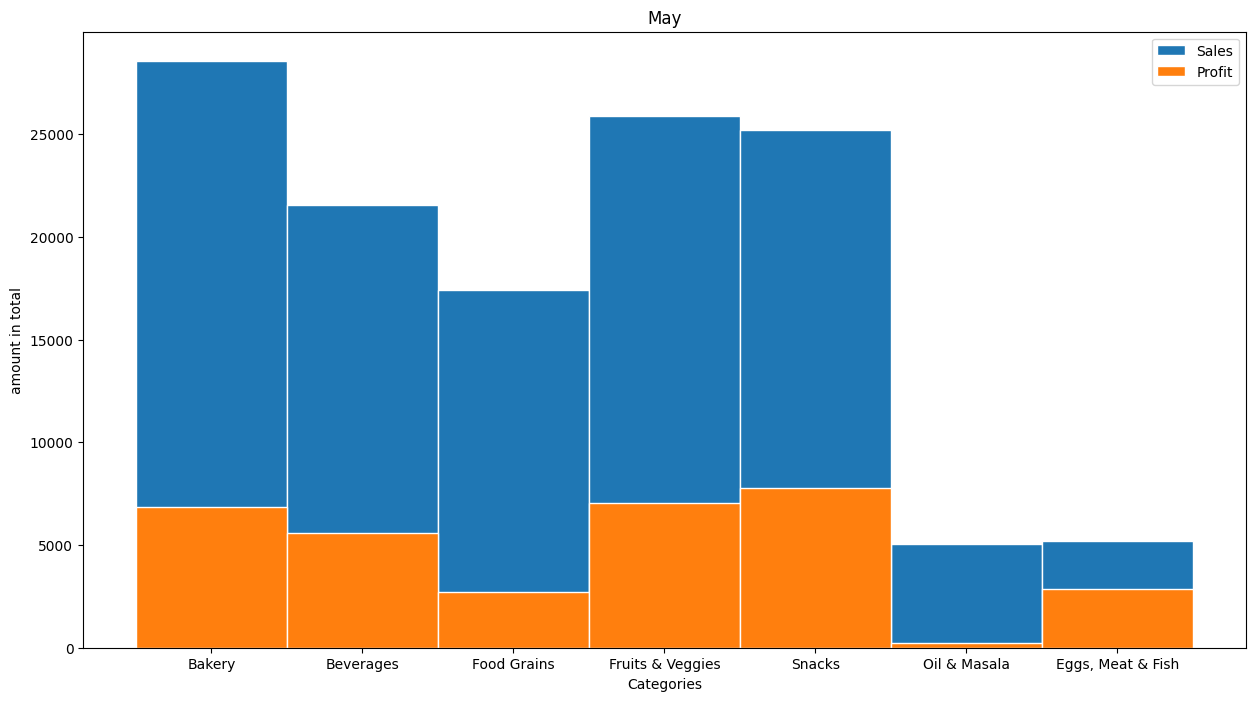 May
Sales
Profit
25000
20000
15000
10000
5000
0
amount in total
Bakery Beverages Food Grains Fruits & Veggies Snacks Oil & Masala Eggs, Meat & Fish
Categories